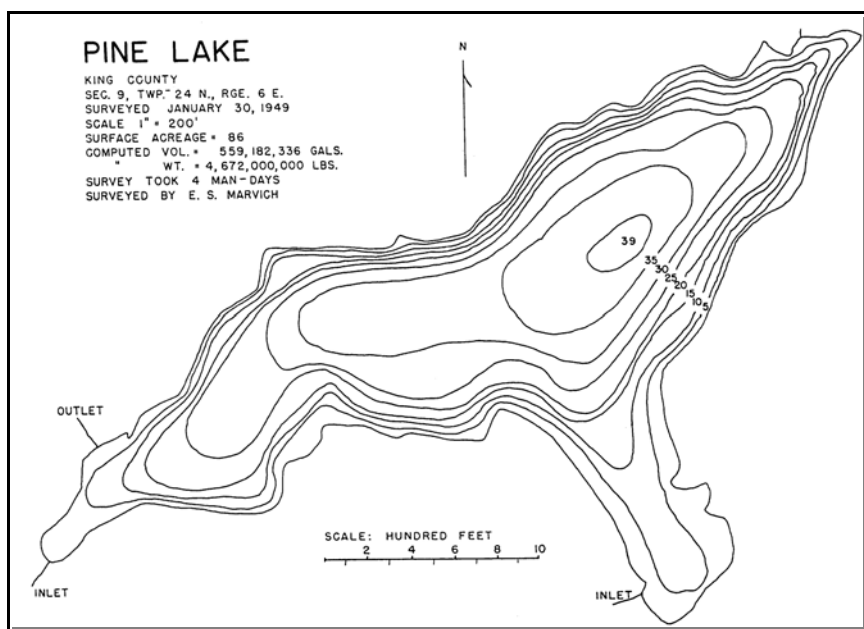 PINE LAKE
KING COUNTY
SEC. 9, TWP. 24 N., RGE. 6 E.
SURVEYED JANUARY 30, 1949
SCALE 1" = 200'
SURFACE ACREAGE = 86
COMPUTED VOL. = 559,182,336 GALS.
" WT. = 4,672,000,000 LBS.
SURVEY TOOK 4 MAN-DAYS
SURVEYED BY E. S. MARVICH
N
39
35
30
25
20
15
10
5
OUTLET
SCALE: HUNDRED FEET
2 4 6 8 10
INLET
INLET